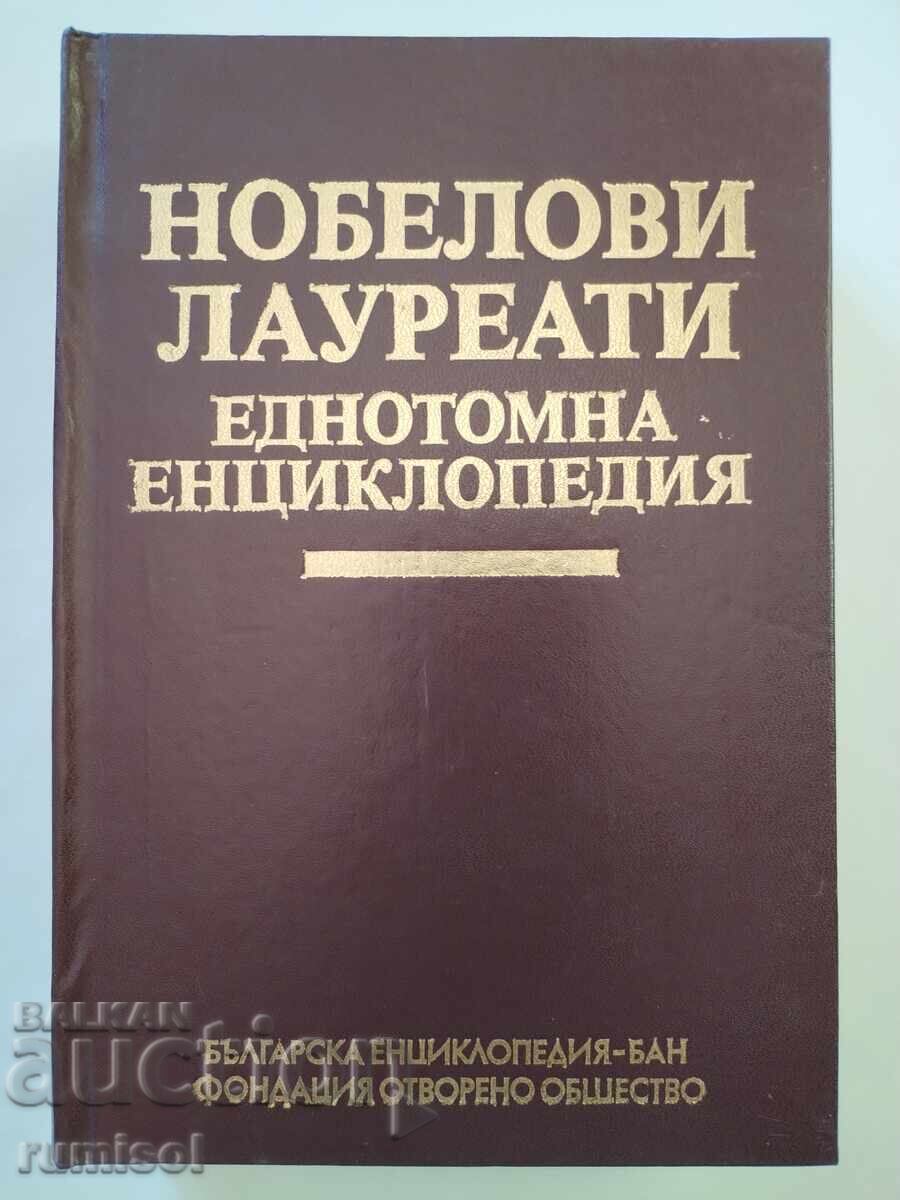 НОБЕЛОВИ
ЛАУРЕАТИ
ЕДНОТОМНА
ЕНЦИКЛОПЕДИЯ
БЪЛГАРСКА ЕНЦИКЛОПЕДИЯ-БАН
ФОНДАЦИЯ ОТВОРЕНО ОБЩЕСТВО
BALKAN
auction
rumisol